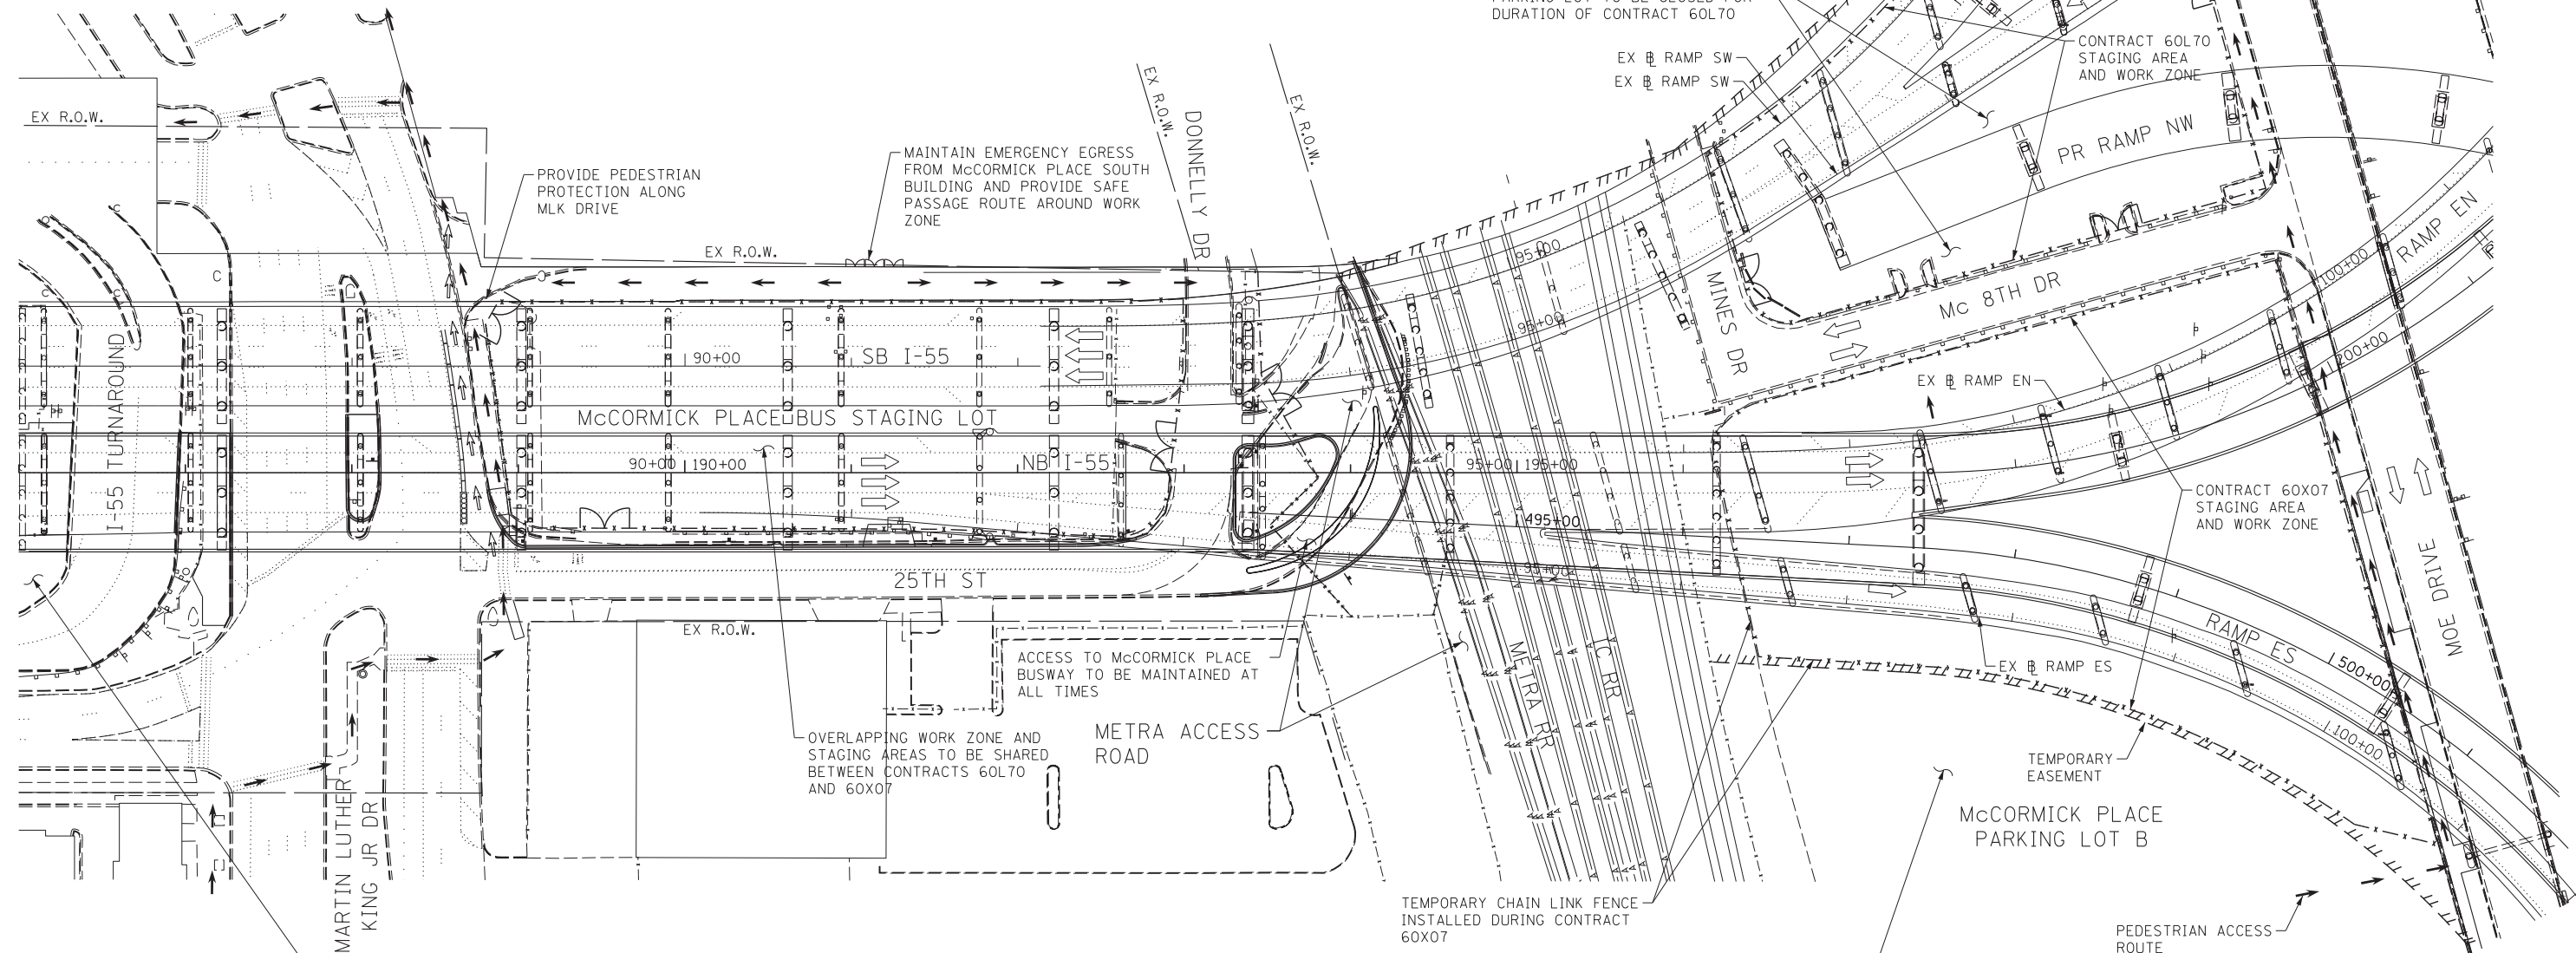 DURATION OF CONTRACT 60L70
EX ⅊ RAMP SW
EX ⅊ RAMP SW
CONTRACT 60L70
STAGING AREA
AND WORK ZONE
EX R.O.W.
PROVIDE PEDESTRIAN
PROTECTION ALONG
MLK DRIVE
MAINTAIN EMERGENCY EGRESS
FROM McCORMICK PLACE SOUTH
BUILDING AND PROVIDE SAFE
PASSAGE ROUTE AROUND WORK
ZONE
EX R.O.W.
EX R.O.W.
DONNELLY DR
EX R.O.W.
PR RAMP NW
RAMP EN
Mc 8TH DR
MINES DR
95+00
95+00
100+00
200+00
I-55 TURNAROUND
C
C
C
C
90+00
SB I-55
McCORMICK PLACE BUS STAGING LOT
90+00
190+00
NB I-55
95+00
195+00
495+00
95+00
EX ⅊ RAMP EN
CONTRACT 60X07
STAGING AREA
AND WORK ZONE
25TH ST
EX R.O.W.
ACCESS TO McCORMICK PLACE
BUSWAY TO BE MAINTAINED AT
ALL TIMES
METRA ACCESS
ROAD
METRA RR
IC RR
RAMP ES
500+00
100+00
EX ⅊ RAMP ES
MOE DRIVE
OVERLAPPING WORK ZONE AND
STAGING AREAS TO BE SHARED
BETWEEN CONTRACTS 60L70
AND 60X07
TEMPORARY
EASEMENT
McCORMICK PLACE
PARKING LOT B
MARTIN LUTHER
KING JR DR
TEMPORARY CHAIN LINK FENCE
INSTALLED DURING CONTRACT
60X07
PEDESTRIAN ACCESS
ROUTE